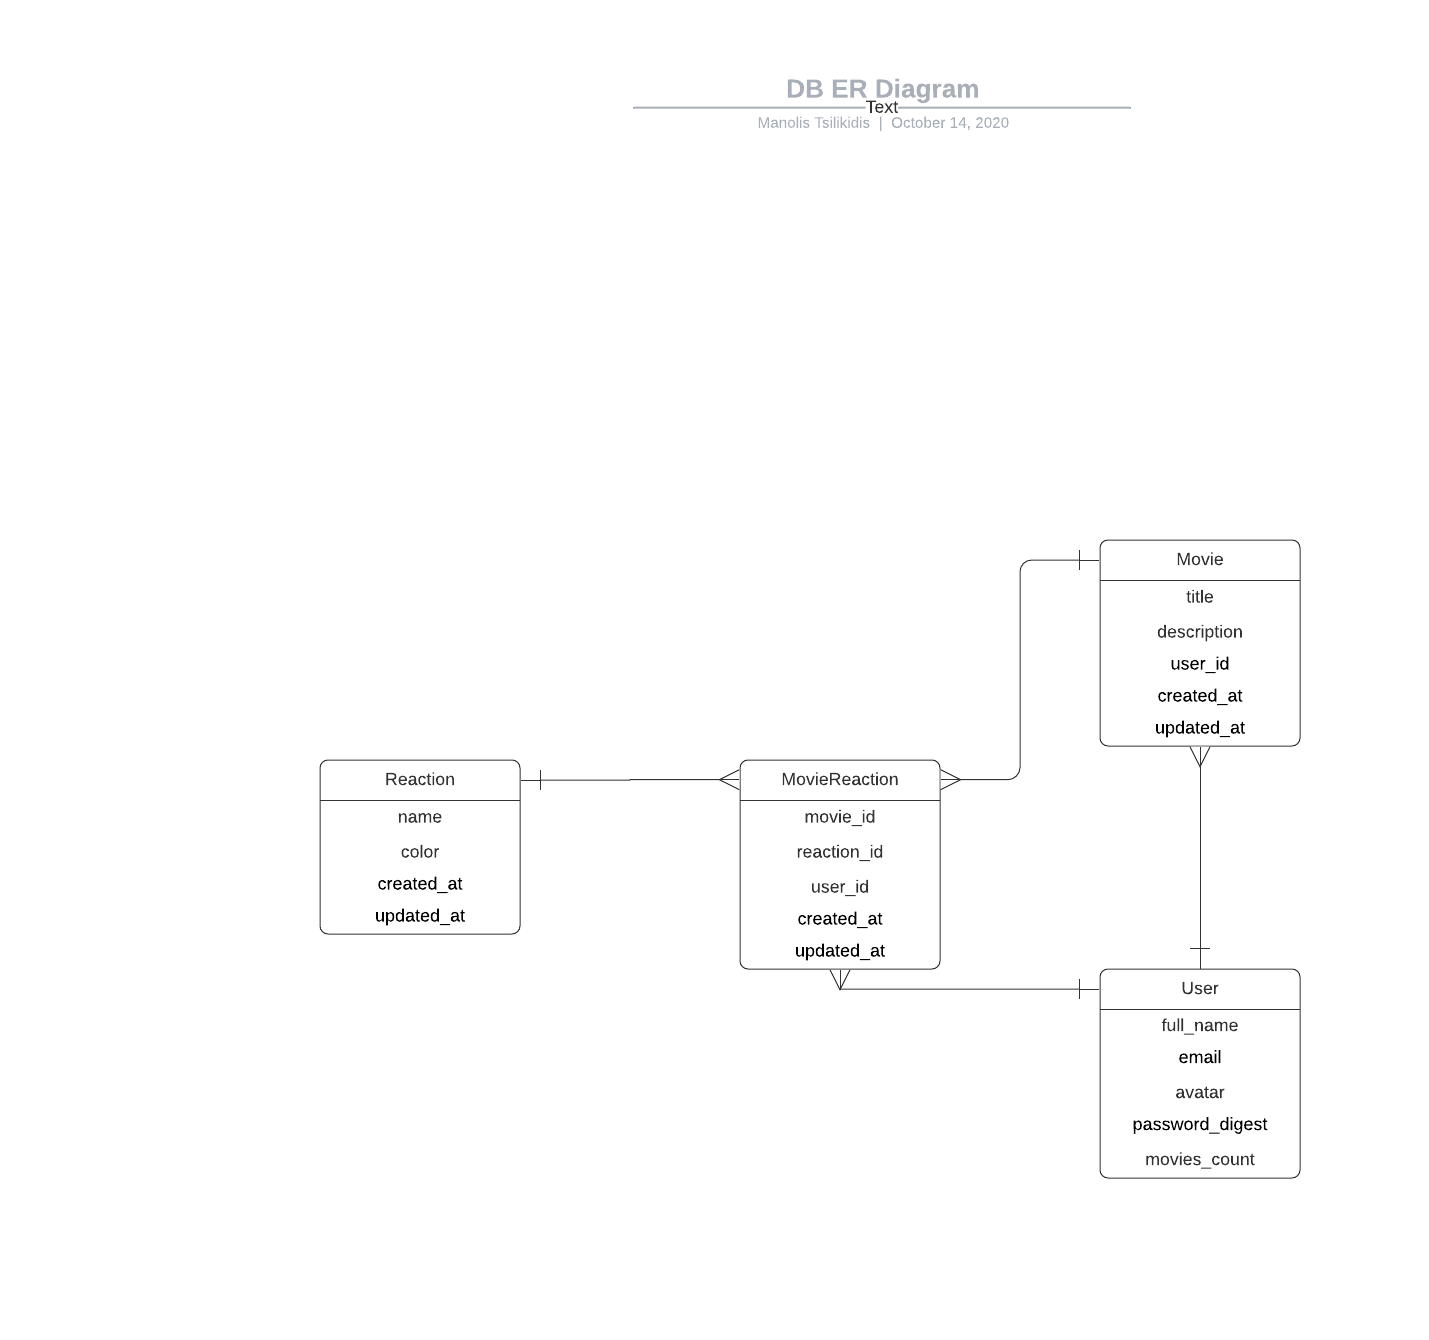 DB ER Diagram
Text
Manolis Tsilikidis | October 14, 2020
Movie
title
description
user_id
created_at
updated_at
Reaction
name
color
created_at
updated_at
MovieReaction
movie_id
reaction_id
user_id
created_at
updated_at
User
full_name
email
avatar
password_digest
movies_count